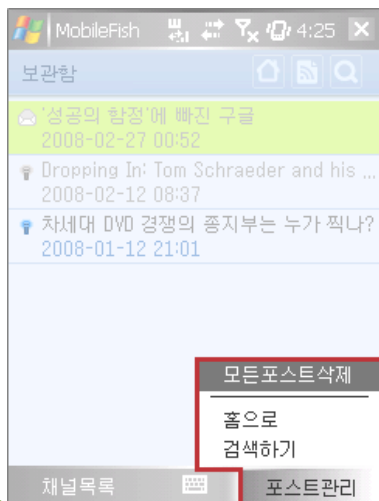 MobileFish 4:25
보관함
'성공의 함정'에 빠진 구글
2008-02-27 00:52
Dropping In: Tom Schraeder and his ...
2008-02-12 08:37
차세대 DVD 경쟁의 종지부는 누가 찍나?
2008-01-12 21:01
모든포스트삭제
홈으로
검색하기
채널목록 포스트관리